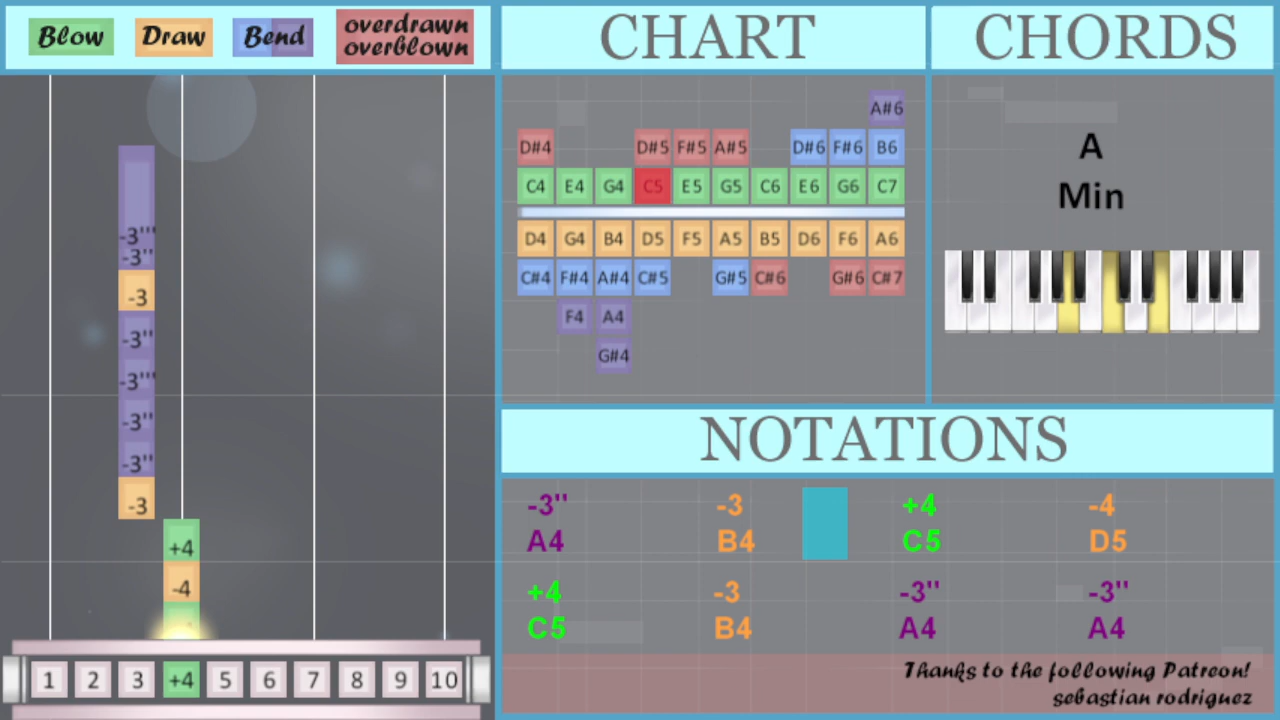 Blow Draw Bend overdrawn
overblown
CHART
CHORDS
A#6
D#4 D#5 F#5 A#5 D#6 F#6 B6
C4 E4 G4 C5 E5 G5 C6 E6 G6 C7
D4 G4 B4 D5 F5 A5 B5 D6 F6 A6
C#4 F#4 A#4 C#5 G#5 C#6 G#6 C#7
F4 A4
G#4
A
Min
-3'''
-3''
-3
-3''
-3'''
-3''
-3''
-3
+4
-4
1 2 3 +4 5 6 7 8 9 10
NOTATIONS
-3'' -3 +4 -4
A4 B4 C5 D5
+4 -3 -3'' -3''
C5 B4 A4 A4
Thanks to the following Patreon!
sebastian rodriguez